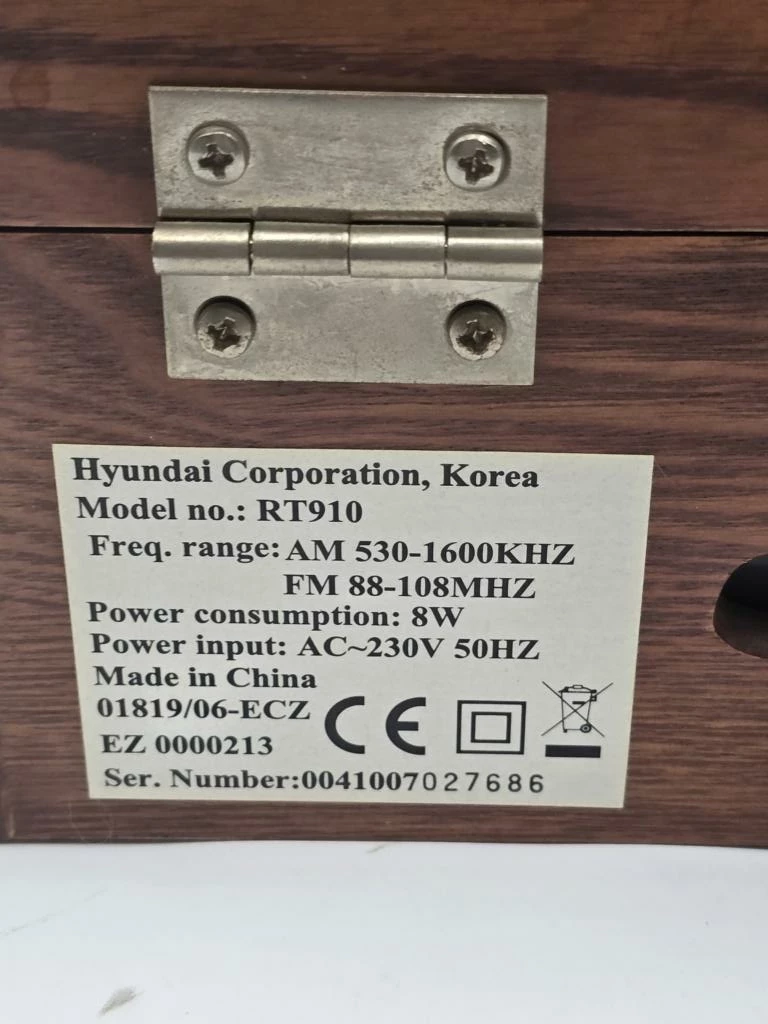 Hyundai Corporation, Korea
Model no.: RT910
Freq. range: AM 530-1600KHZ
FM 88-108MHZ
Power consumption: 8W
Power input: AC~230V 50HZ
Made in China
01819/06-ECZ CE
EZ 0000213
Ser. Number:0041007027686